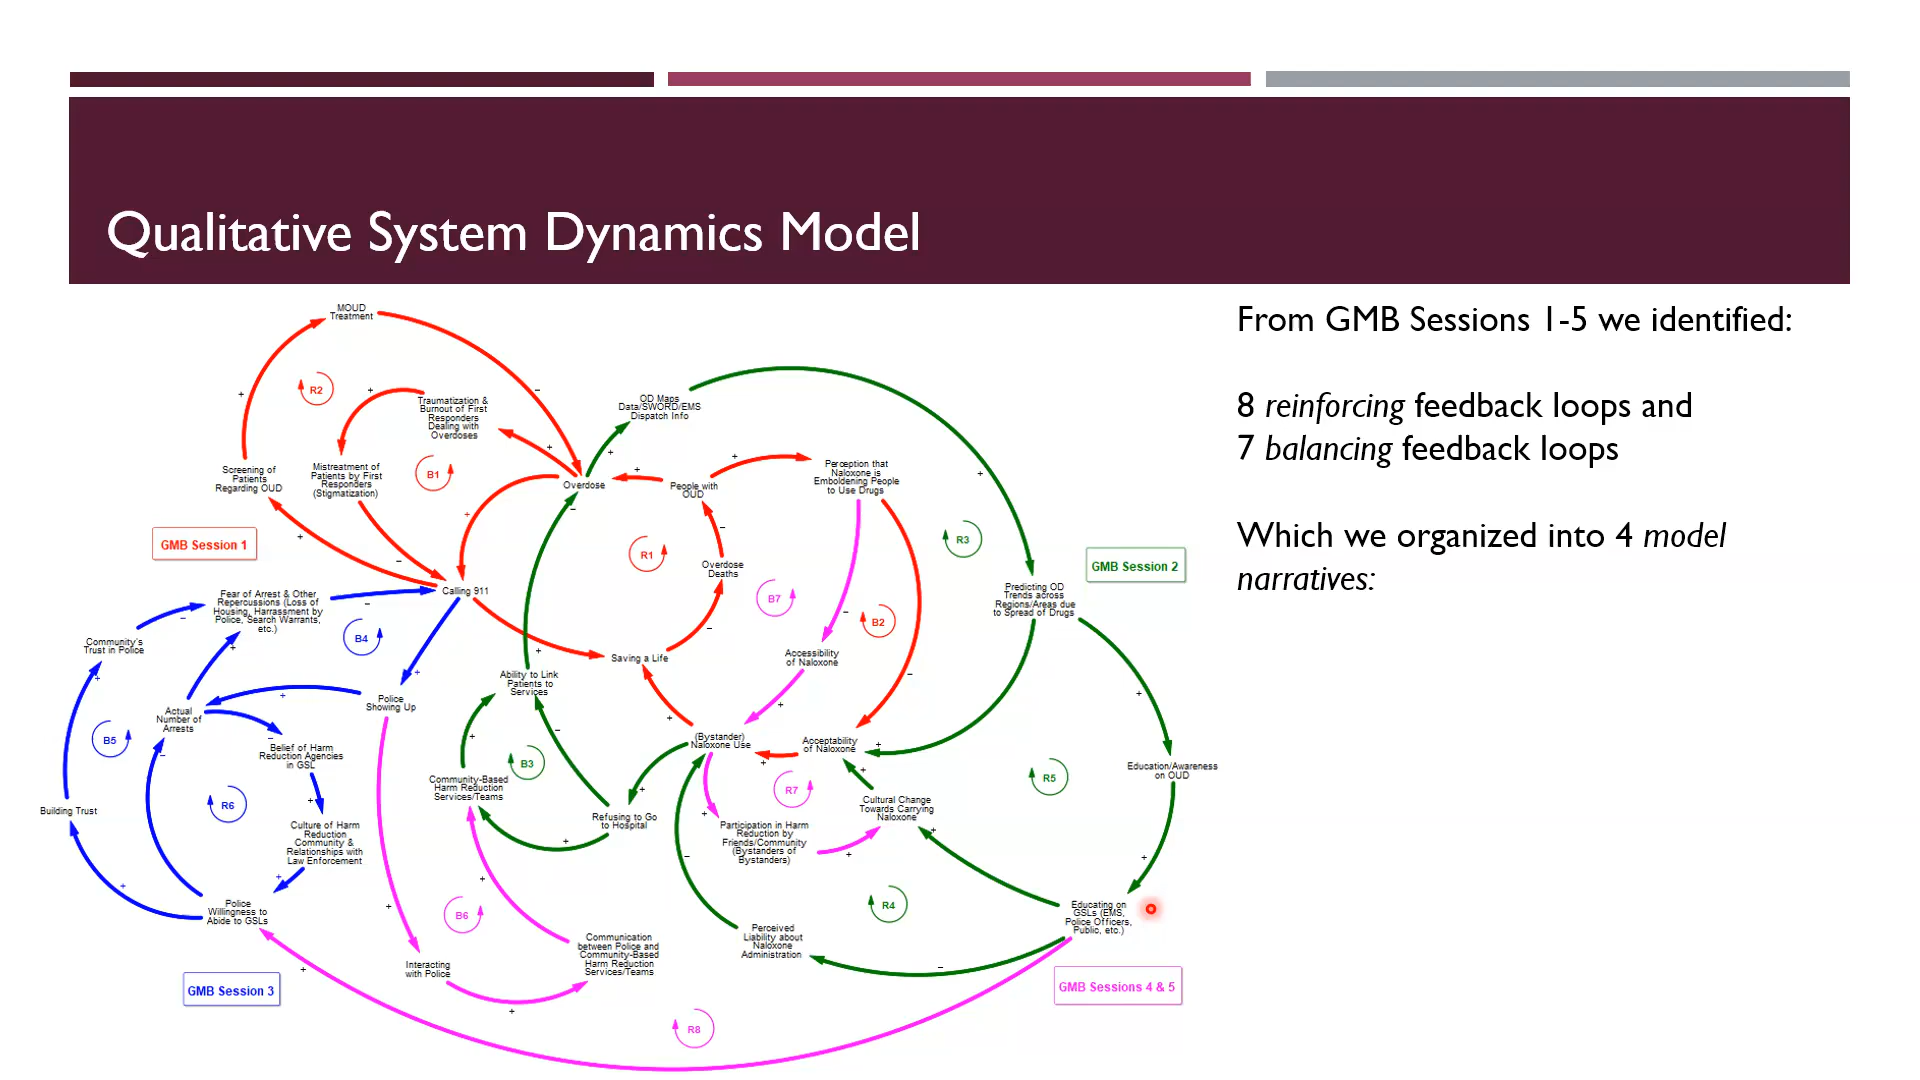 Qualitative System Dynamics Model
From GMB Sessions 1-5 we identified:
8 reinforcing feedback loops and
7 balancing feedback loops
Which we organized into 4 model
narratives:
MOUD
Treatment
R2
Traumatization &
Burnout of First
Responders
Dealing with
Overdoses
Mistreatment of
Patients by First
Responders
(Stigmatization)
B1
Screening of
Patients
Regarding OUD
GMB Session 1
OD Maps
Data/SWORD/EMS
Dispatch Info
Overdose
People with
OUD
Perception that
Naloxone is
Emboldening People
to Use Drugs
R1
R3
Overdose
Deaths
GMB Session 2
Calling 911
Predicting OD
Trends across
Regions/Areas due
to Spread of Drugs
Fear of Arrest & Other
Repercussions (Loss of
Housing, Harrassment by
Police, Search Warrants,
etc.)
B4
B7
B2
Community's
Trust in Police
Saving a Life
Accessibility
of Naloxone
Ability to Link
Patients to
Services
Police
Showing Up
Actual
Number of
Arrests
B5
Belief of Harm
Reduction Agencies
in GSL
(Bystander)
Naloxone Use
Acceptability
of Naloxone
Education/Awareness
on OUD
B3
R7
R5
Community-Based
Harm Reduction
Services/Teams
Building Trust
R6
Refusing to Go
to Hospital
Cultural Change
Towards Carrying
Naloxone
Culture of Harm
Reduction
Community &
Relationships with
Law Enforcement
Participation in Harm
Reduction by
Friends/Community
(Bystanders of
Bystanders)
Police
Willingness to
Abide to GSLs
B6
R4
Educating on
GSLs (EMS,
Police Officers,
Public, etc.)
Perceived
Liability about
Naloxone
Administration
Communication
between Police and
Community-Based
Harm Reduction
Services/Teams
Interacting
with Police
GMB Session 3
GMB Sessions 4 & 5
R8